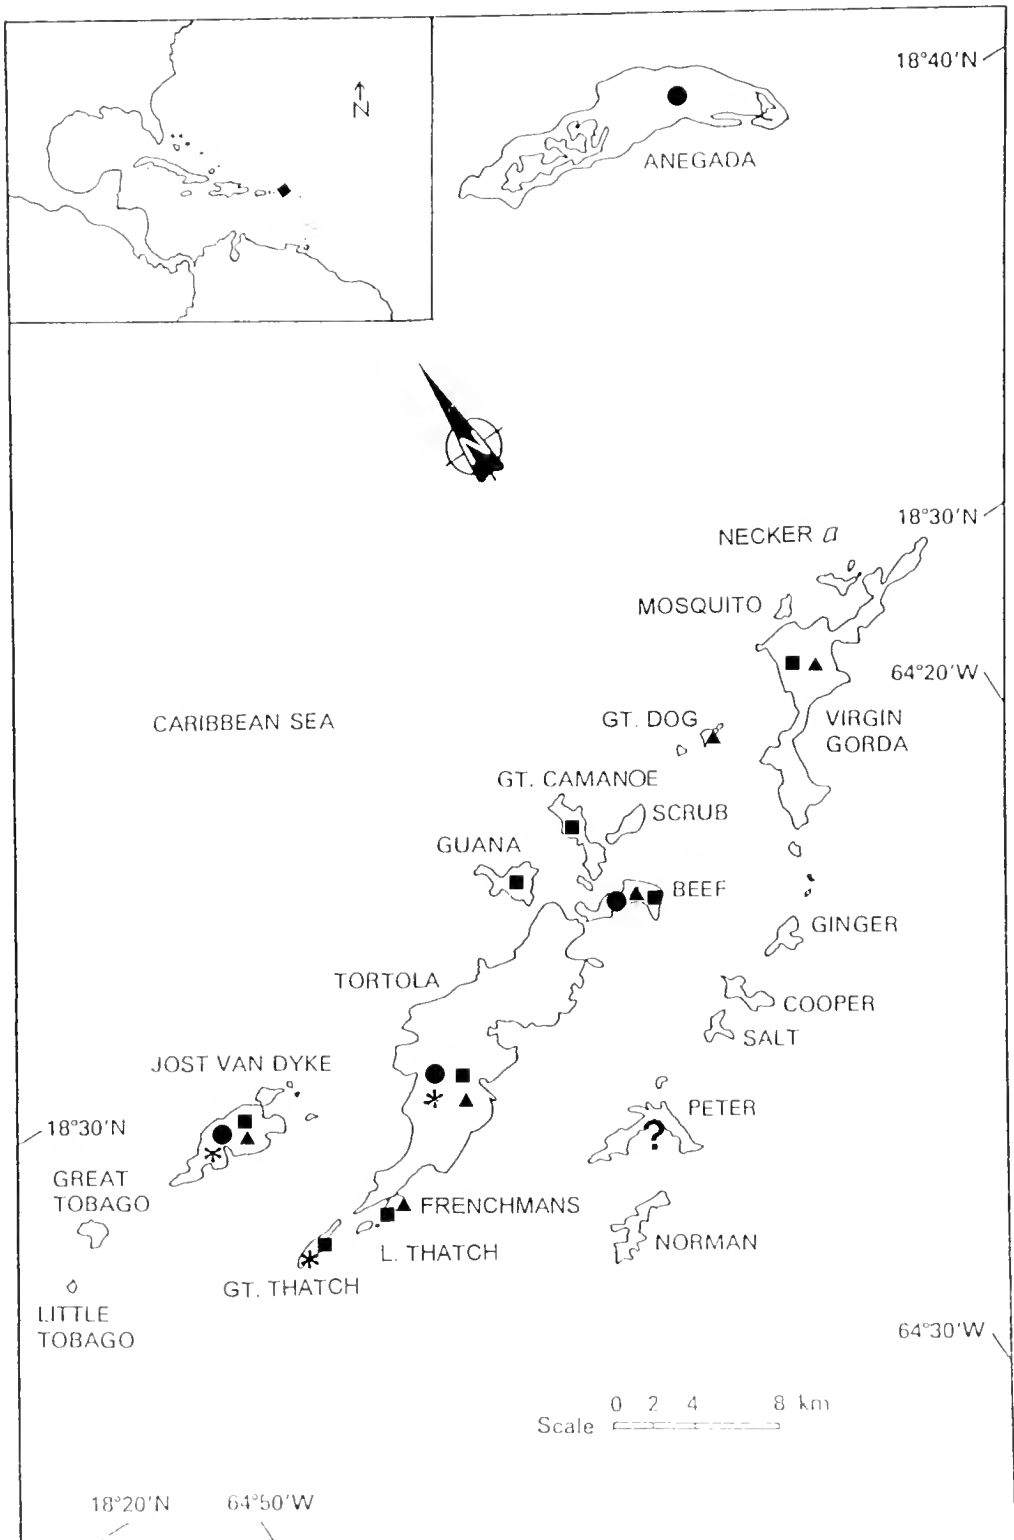 N
18°40'N
ANEGADA
N
18°30'N
NECKER
MOSQUITO
64°20'W
CARIBBEAN SEA
GT. DOG
VIRGIN
GORDA
GT. CAMANOE
SCRUB
GUANA
BEEF
GINGER
TORTOLA
COOPER
SALT
JOST VAN DYKE
PETER
?
18°30'N
GREAT
TOBAGO
FRENCHMANS
NORMAN
L. THATCH
GT. THATCH
LITTLE
TOBAGO
64°30'W
0 2 4 8 km
Scale
18°20'N 64°50'W